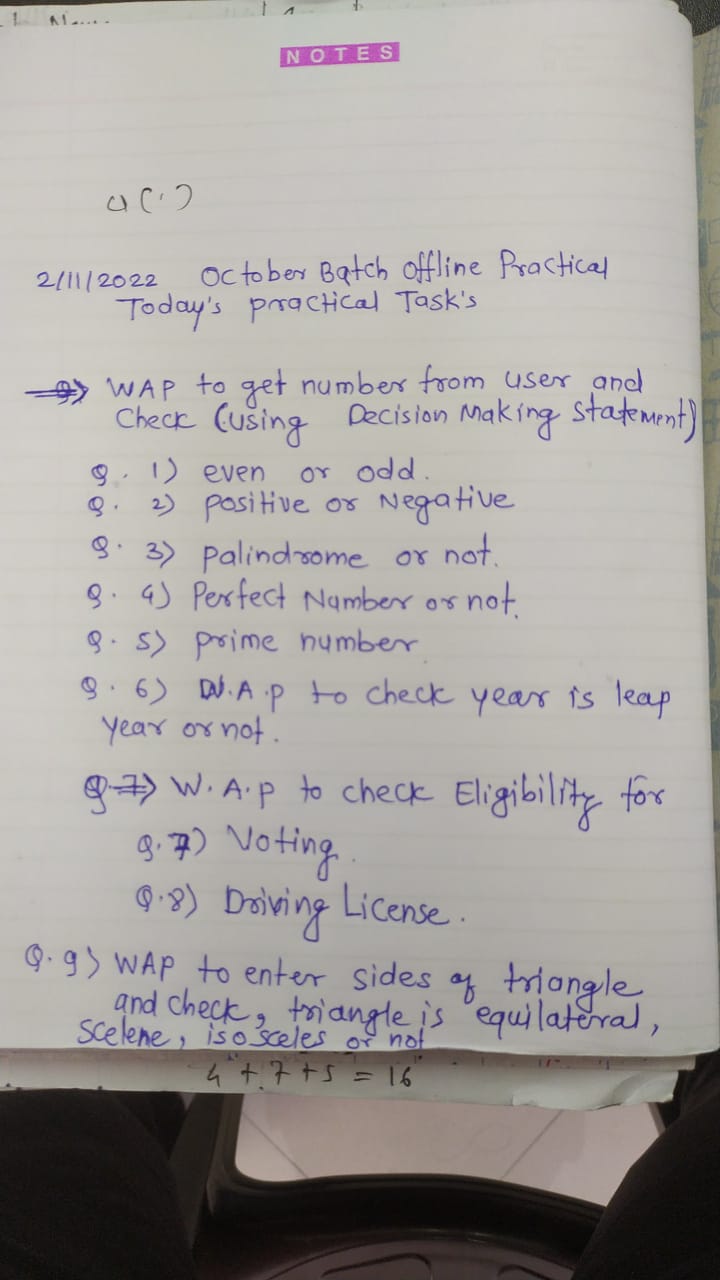 NOTES
2/11/2022 October Batch Offline Practical
Today's practical Task's
WAP to get number from user and
Check (using Decision Making Statement)
Q. 1) even or odd.
Q. 2) positive or Negative
Q. 3) palindrome or not.
Q. 4) Perfect Number or not.
Q. 5) prime number
Q. 6) W.A.P to check year is leap
year or not.
Q.7) W.A.P to check Eligibility for
Q.7) Voting.
Q.8) Driving License.
Q.9) WAP to enter sides of triangle
and check, triangle is equilateral,
Scelene, isosceles or not
4 + 7 + 5 = 16